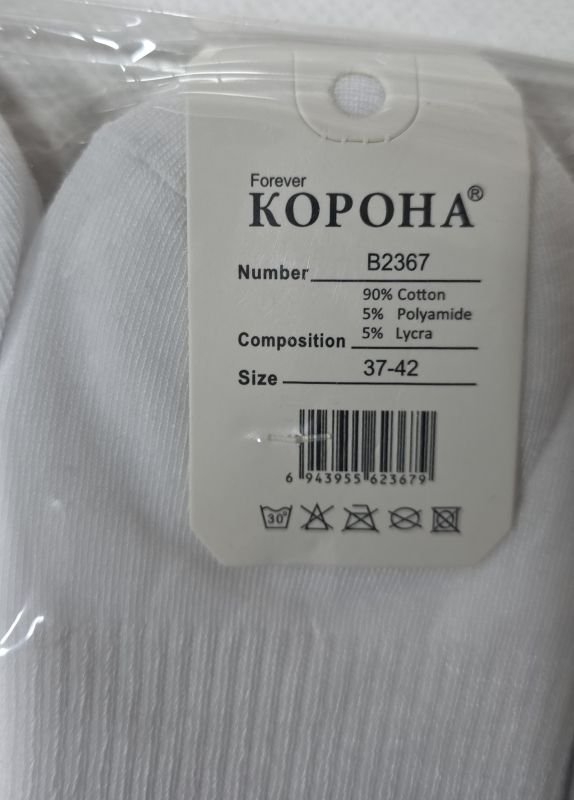 Forever
КОРОНА®
Number B2367
90% Cotton
5% Polyamide
Composition 5% Lycra
Size 37-42
6 943955 623679
30°